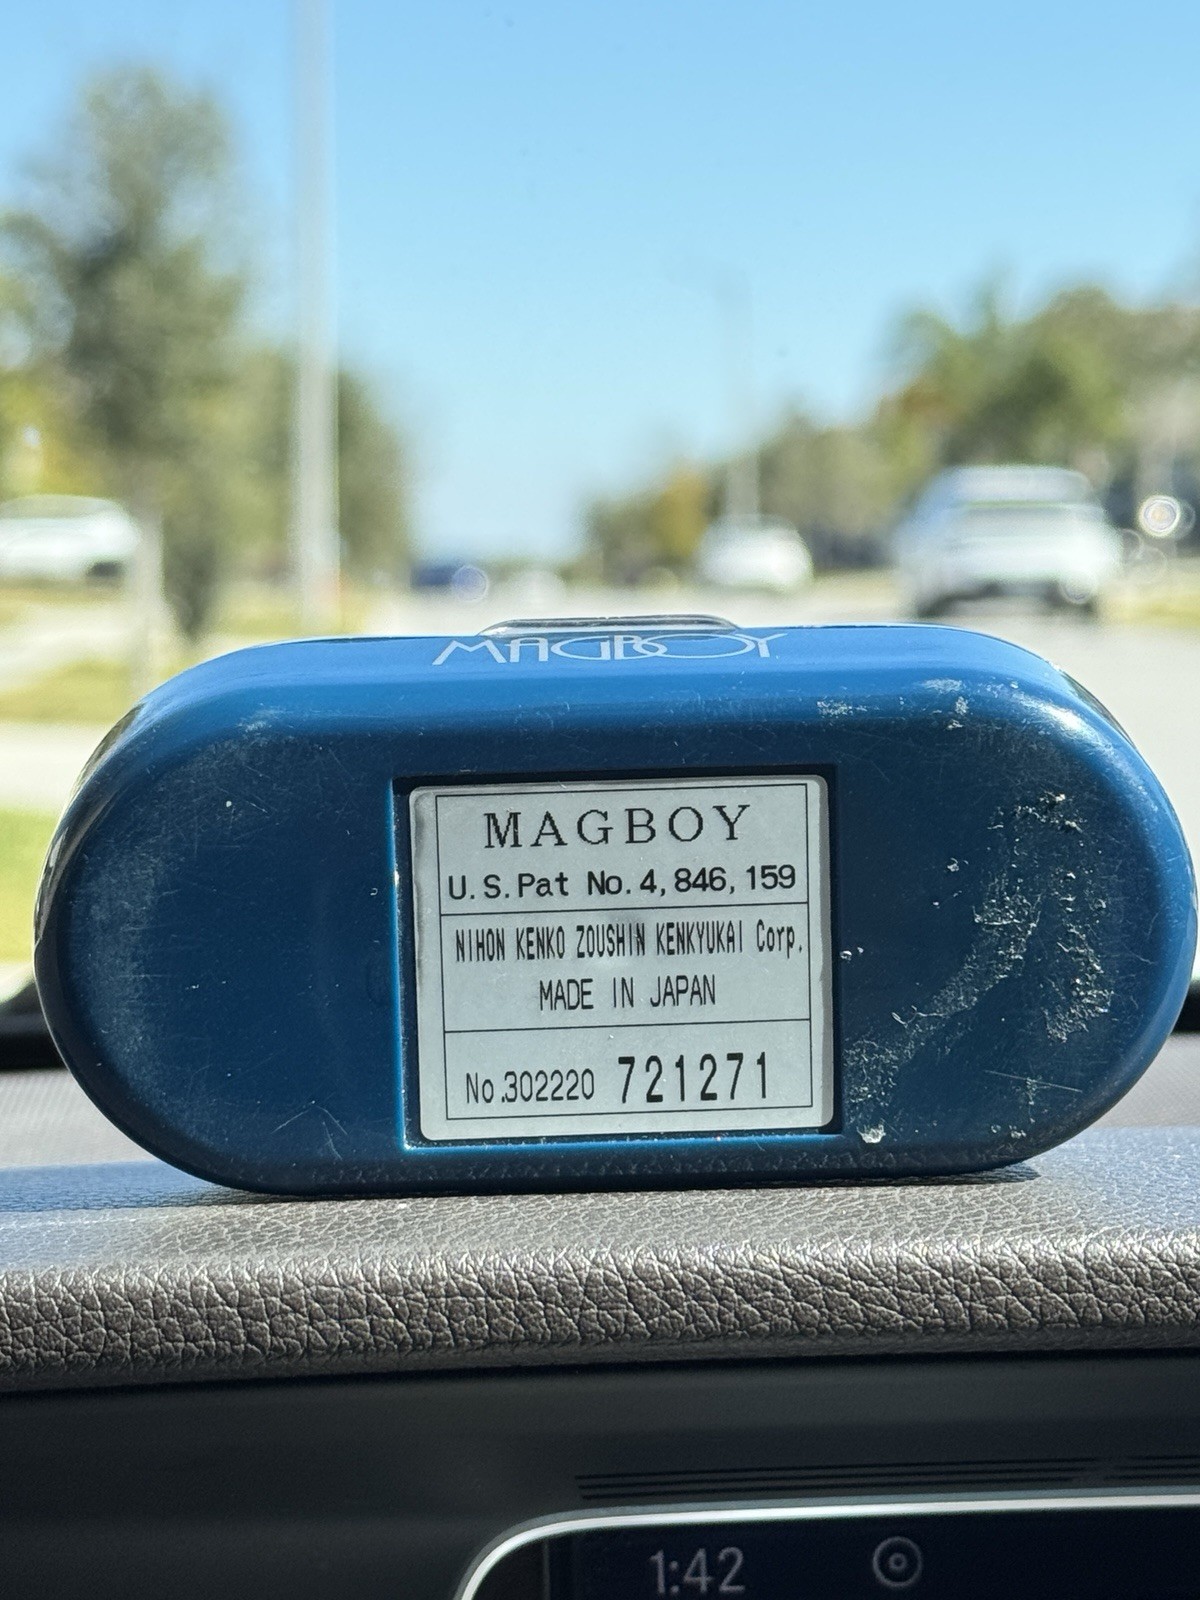 MAGBOY
MAGBOY
U.S.Pat No.4,846,159
NIHON KENKO ZOUSHIN KENKYUKAI Corp.
MADE IN JAPAN
No.302220 721271
1:42